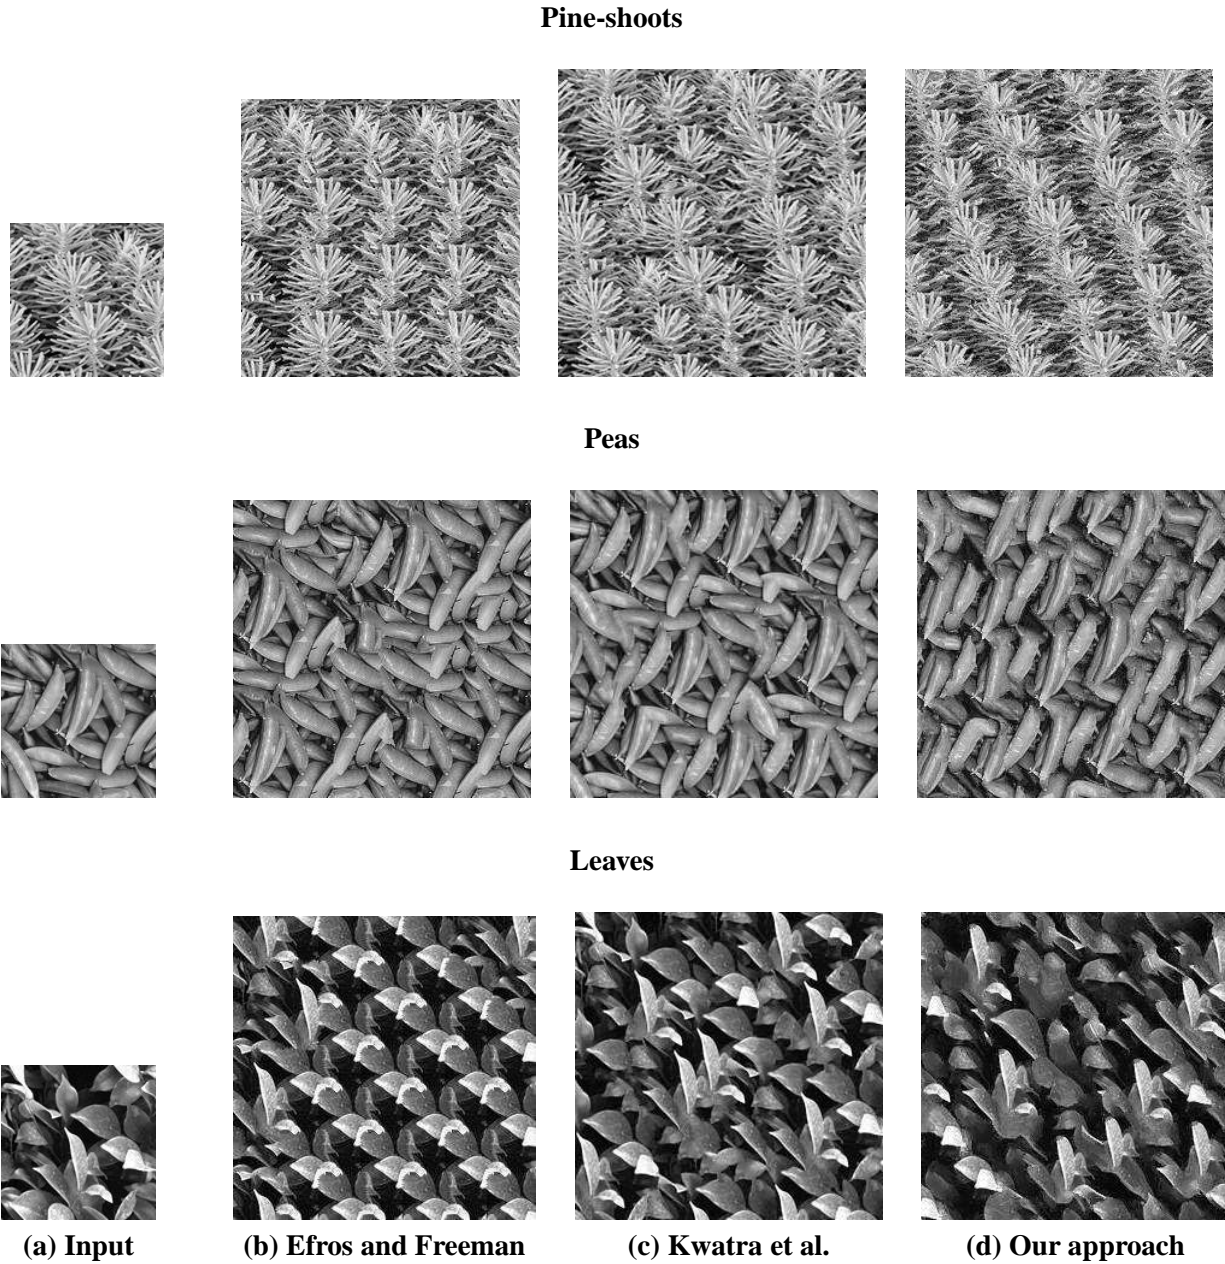 Pine-shoots
Peas
Leaves
(a) Input
(b) Efros and Freeman
(c) Kwatra et al.
(d) Our approach